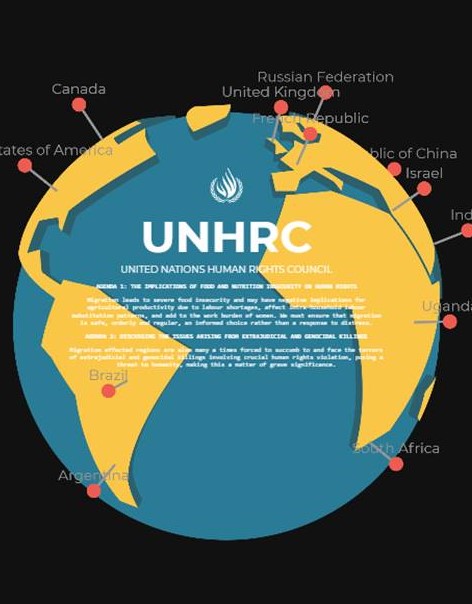 Russian Federation
Canada
United Kingdom
French Republic
tates of America
blic of China
Israel
Ind
UNHRC
UNITED NATIONS HUMAN RIGHTS COUNCIL
AGENDA 1: THE IMPLICATIONS OF FOOD AND NUTRITION INSECURITY ON HUMAN RIGHTS
Migration leads to severe food insecurity and may have negative implications for
agricultural productivity due to labour shortages, affect intra-household labour
substitution patterns, and add to the work burden of women. We must ensure that migration
is safe, orderly and regular, an informed choice rather than a response to distress.
Uganda
AGENDA 2: DISCUSSING THE ISSUES ARISING FROM EXTRAJUDICIAL AND GENOCIDAL KILLINGS
Migration affected regions are also many a times forced to succumb to and face the terrors
of extrajudicial and genocidal killings involving crucial human rights violation, posing a
threat to humanity, making this a matter of grave significance.
Brazil
South Africa
Argentina